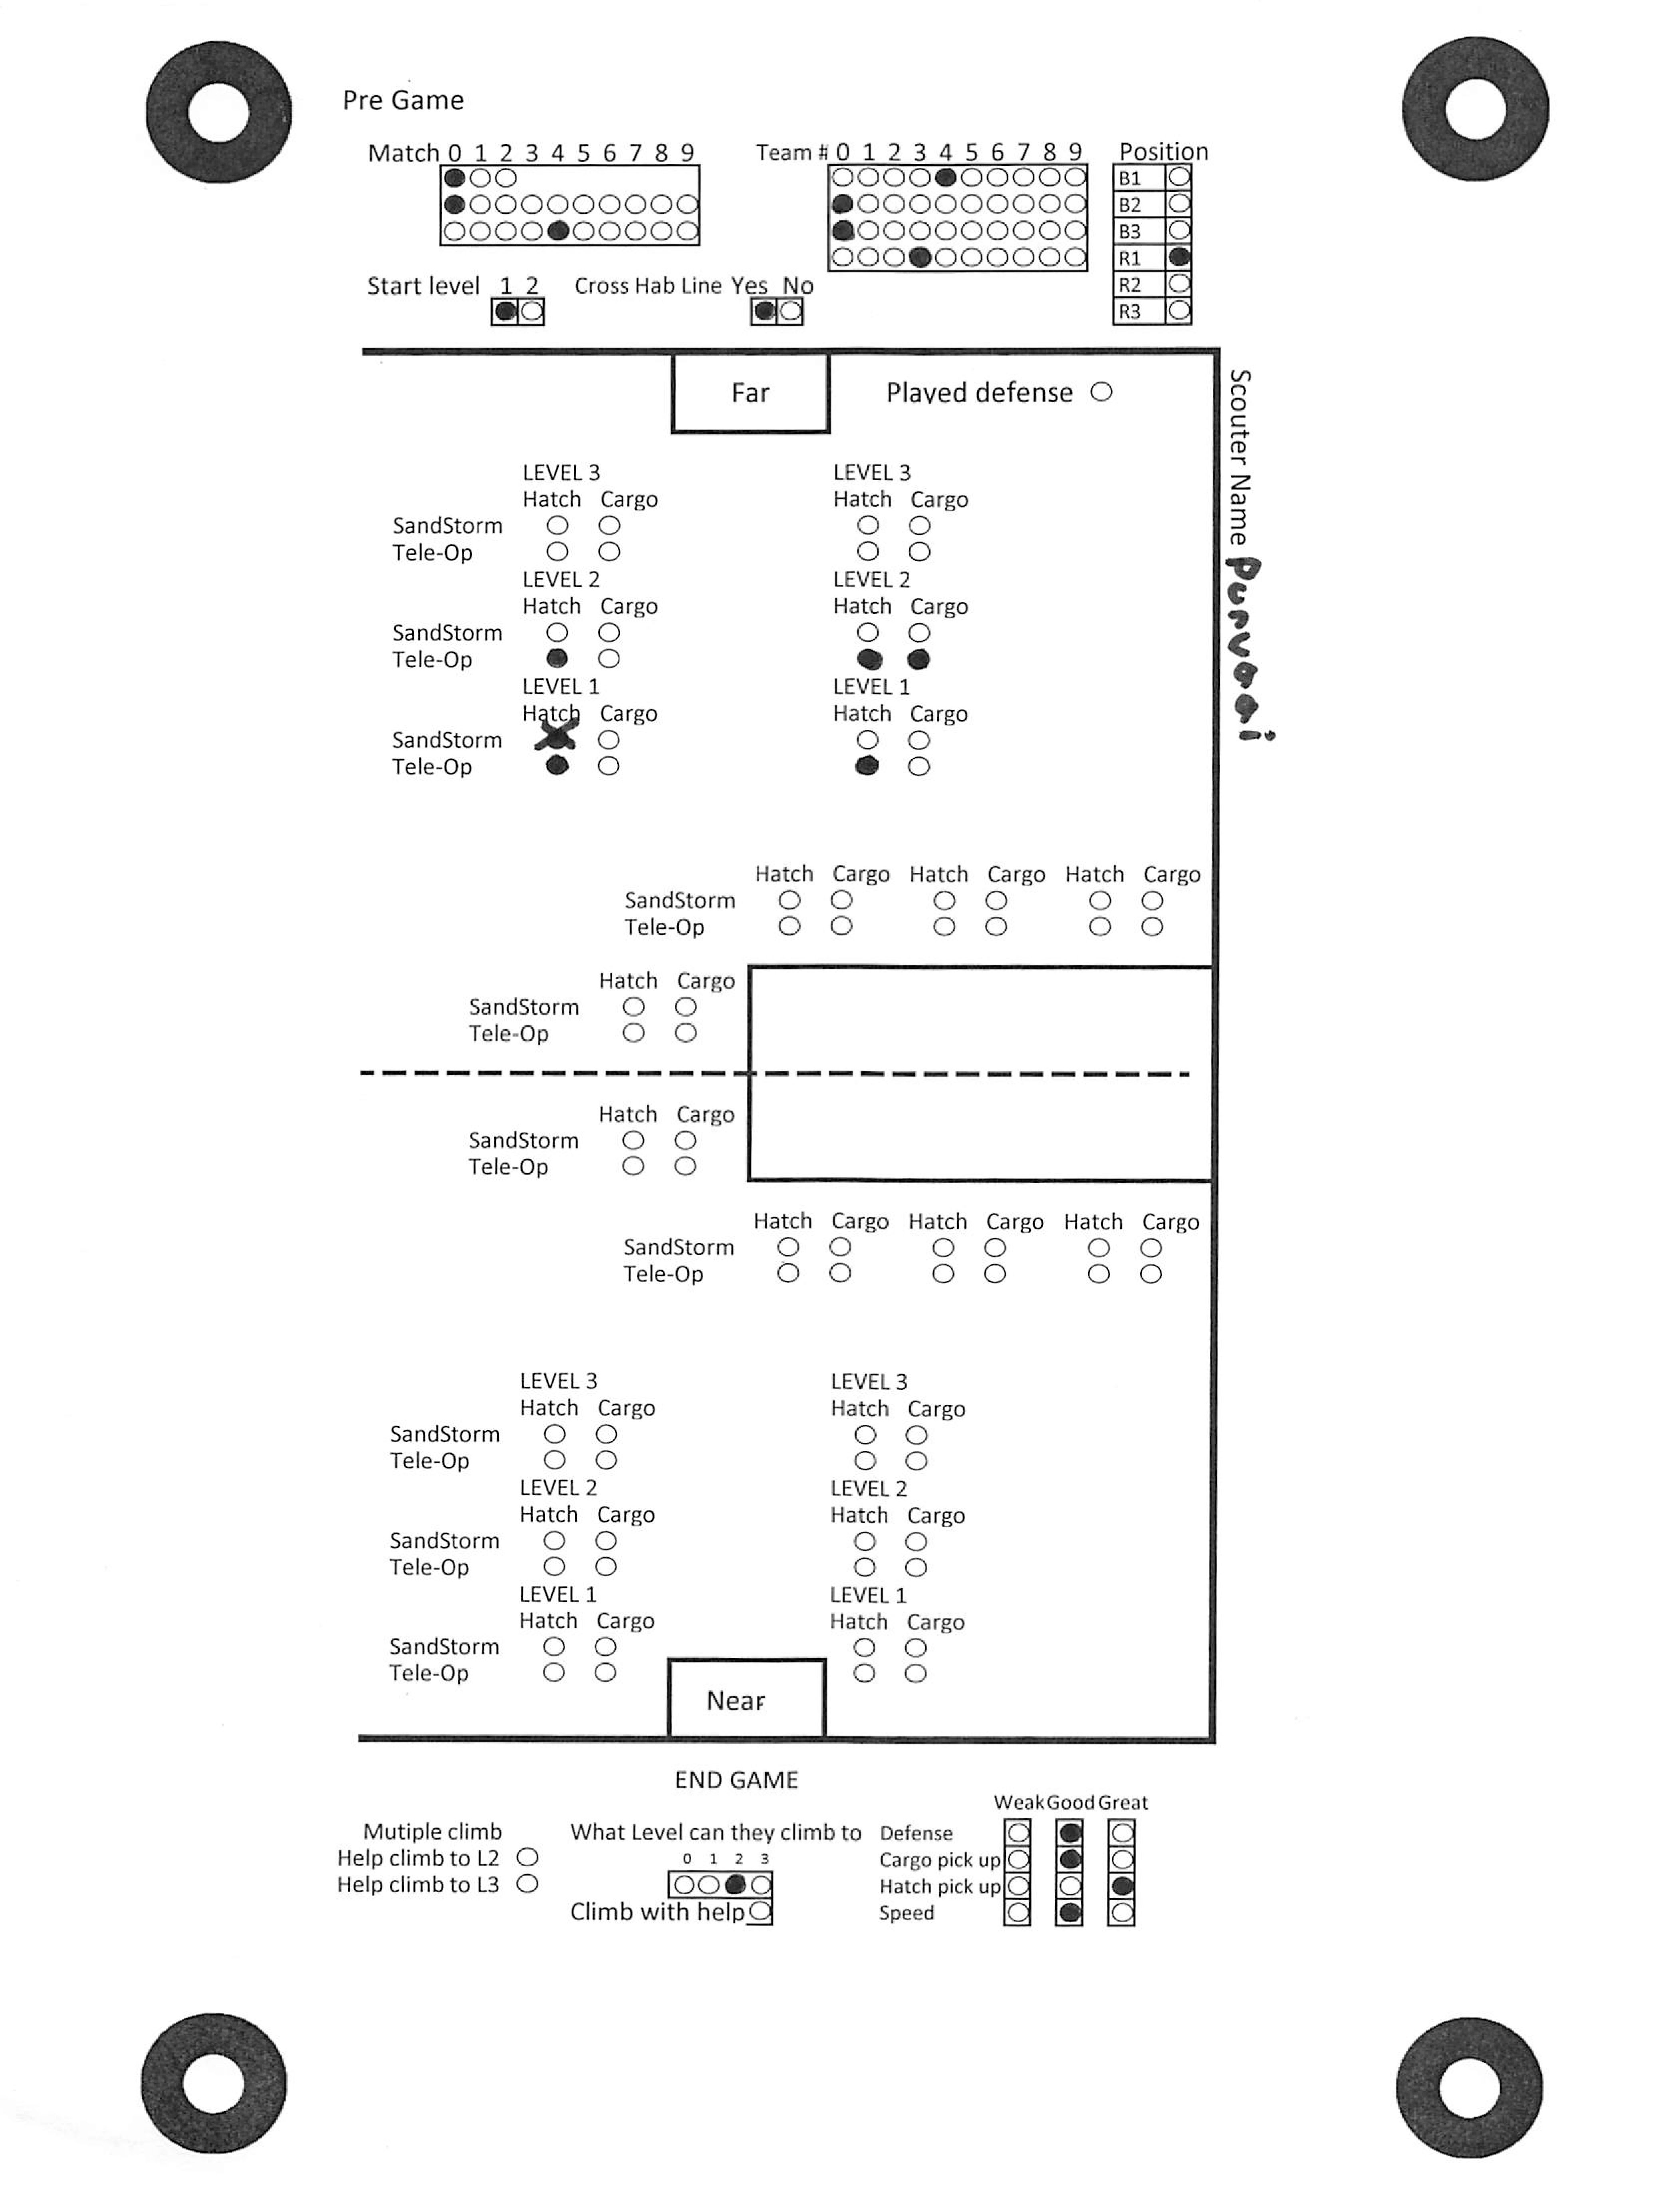 Pre Game
Match 0 1 2 3 4 5 6 7 8 9
Team # 0 1 2 3 4 5 6 7 8 9
Position
B1
B2
B3
R1
R2
R3
Start level 1 2
Cross Hab Line Yes No
Far
Played defense
Scouter Name Purvaai
LEVEL 3 LEVEL 3
Hatch Cargo Hatch Cargo
SandStorm
Tele-Op
LEVEL 2 LEVEL 2
Hatch Cargo Hatch Cargo
SandStorm
Tele-Op
LEVEL 1 LEVEL 1
Hatch Cargo Hatch Cargo
SandStorm
Tele-Op
Hatch Cargo Hatch Cargo Hatch Cargo
SandStorm
Tele-Op
Hatch Cargo
SandStorm
Tele-Op
Hatch Cargo
SandStorm
Tele-Op
Hatch Cargo Hatch Cargo Hatch Cargo
SandStorm
Tele-Op
LEVEL 3 LEVEL 3
Hatch Cargo Hatch Cargo
SandStorm
Tele-Op
LEVEL 2 LEVEL 2
Hatch Cargo Hatch Cargo
SandStorm
Tele-Op
LEVEL 1 LEVEL 1
Hatch Cargo Hatch Cargo
SandStorm
Tele-Op
Near
END GAME
Mutiple climb
Help climb to L2
Help climb to L3
What Level can they climb to
0 1 2 3
Climb with help
Weak Good Great
Defense
Cargo pick up
Hatch pick up
Speed